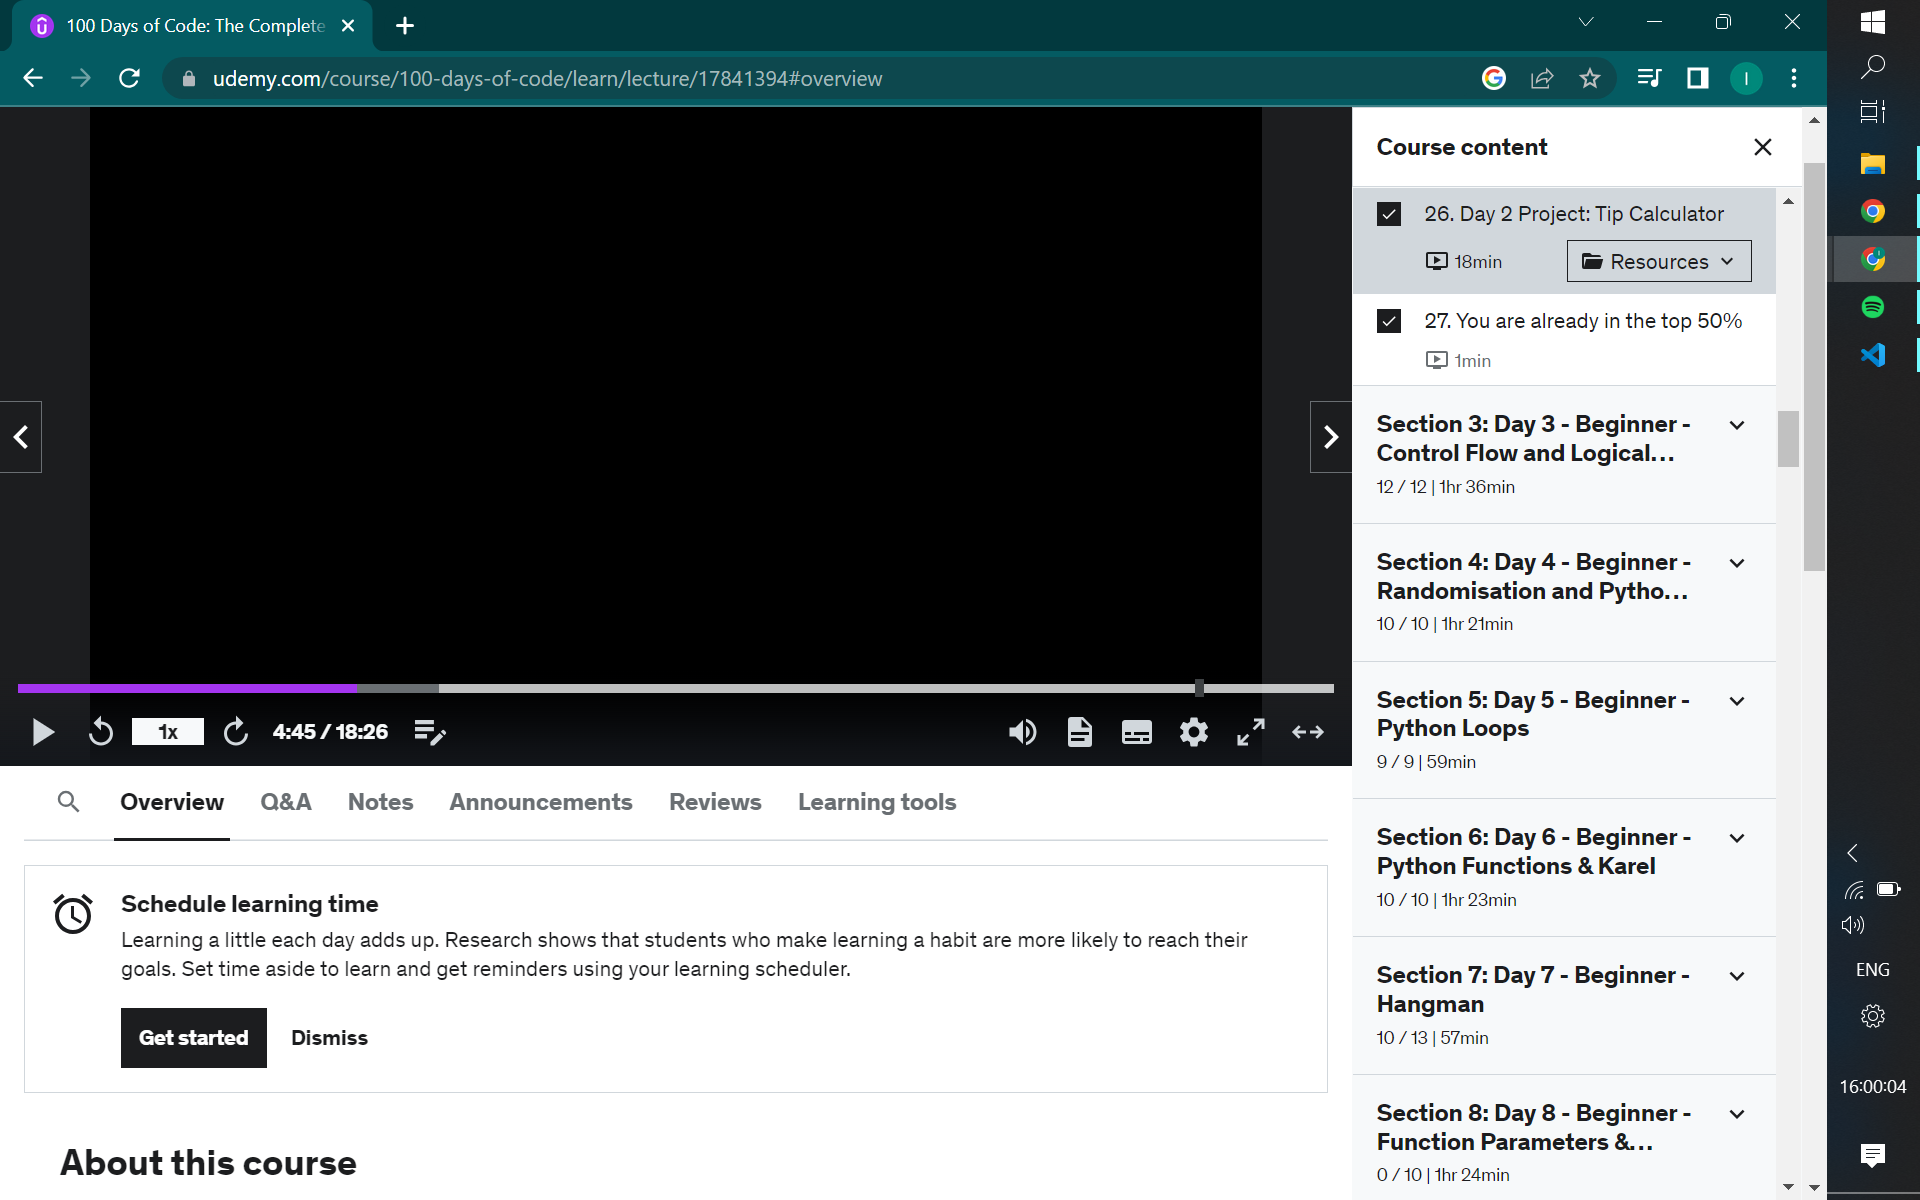 100 Days of Code: The Complete
udemy.com/course/100-days-of-code/learn/lecture/17841394#overview
I
Course content
26. Day 2 Project: Tip Calculator
18min
Resources
27. You are already in the top 50%
1min
Section 3: Day 3 - Beginner -
Control Flow and Logical...
12 / 12 | 1hr 36min
Section 4: Day 4 - Beginner -
Randomisation and Pytho...
10 / 10 | 1hr 21min
Section 5: Day 5 - Beginner -
Python Loops
9 / 9 | 59min
Section 6: Day 6 - Beginner -
Python Functions & Karel
10 / 10 | 1hr 23min
Section 7: Day 7 - Beginner -
Hangman
10 / 13 | 57min
Section 8: Day 8 - Beginner -
Function Parameters &...
0 / 10 | 1hr 24min
1x
4:45 / 18:26
Overview
Q&A
Notes
Announcements
Reviews
Learning tools
Schedule learning time
Learning a little each day adds up. Research shows that students who make learning a habit are more likely to reach their
goals. Set time aside to learn and get reminders using your learning scheduler.
Get started
Dismiss
About this course
ENG
16:00:04